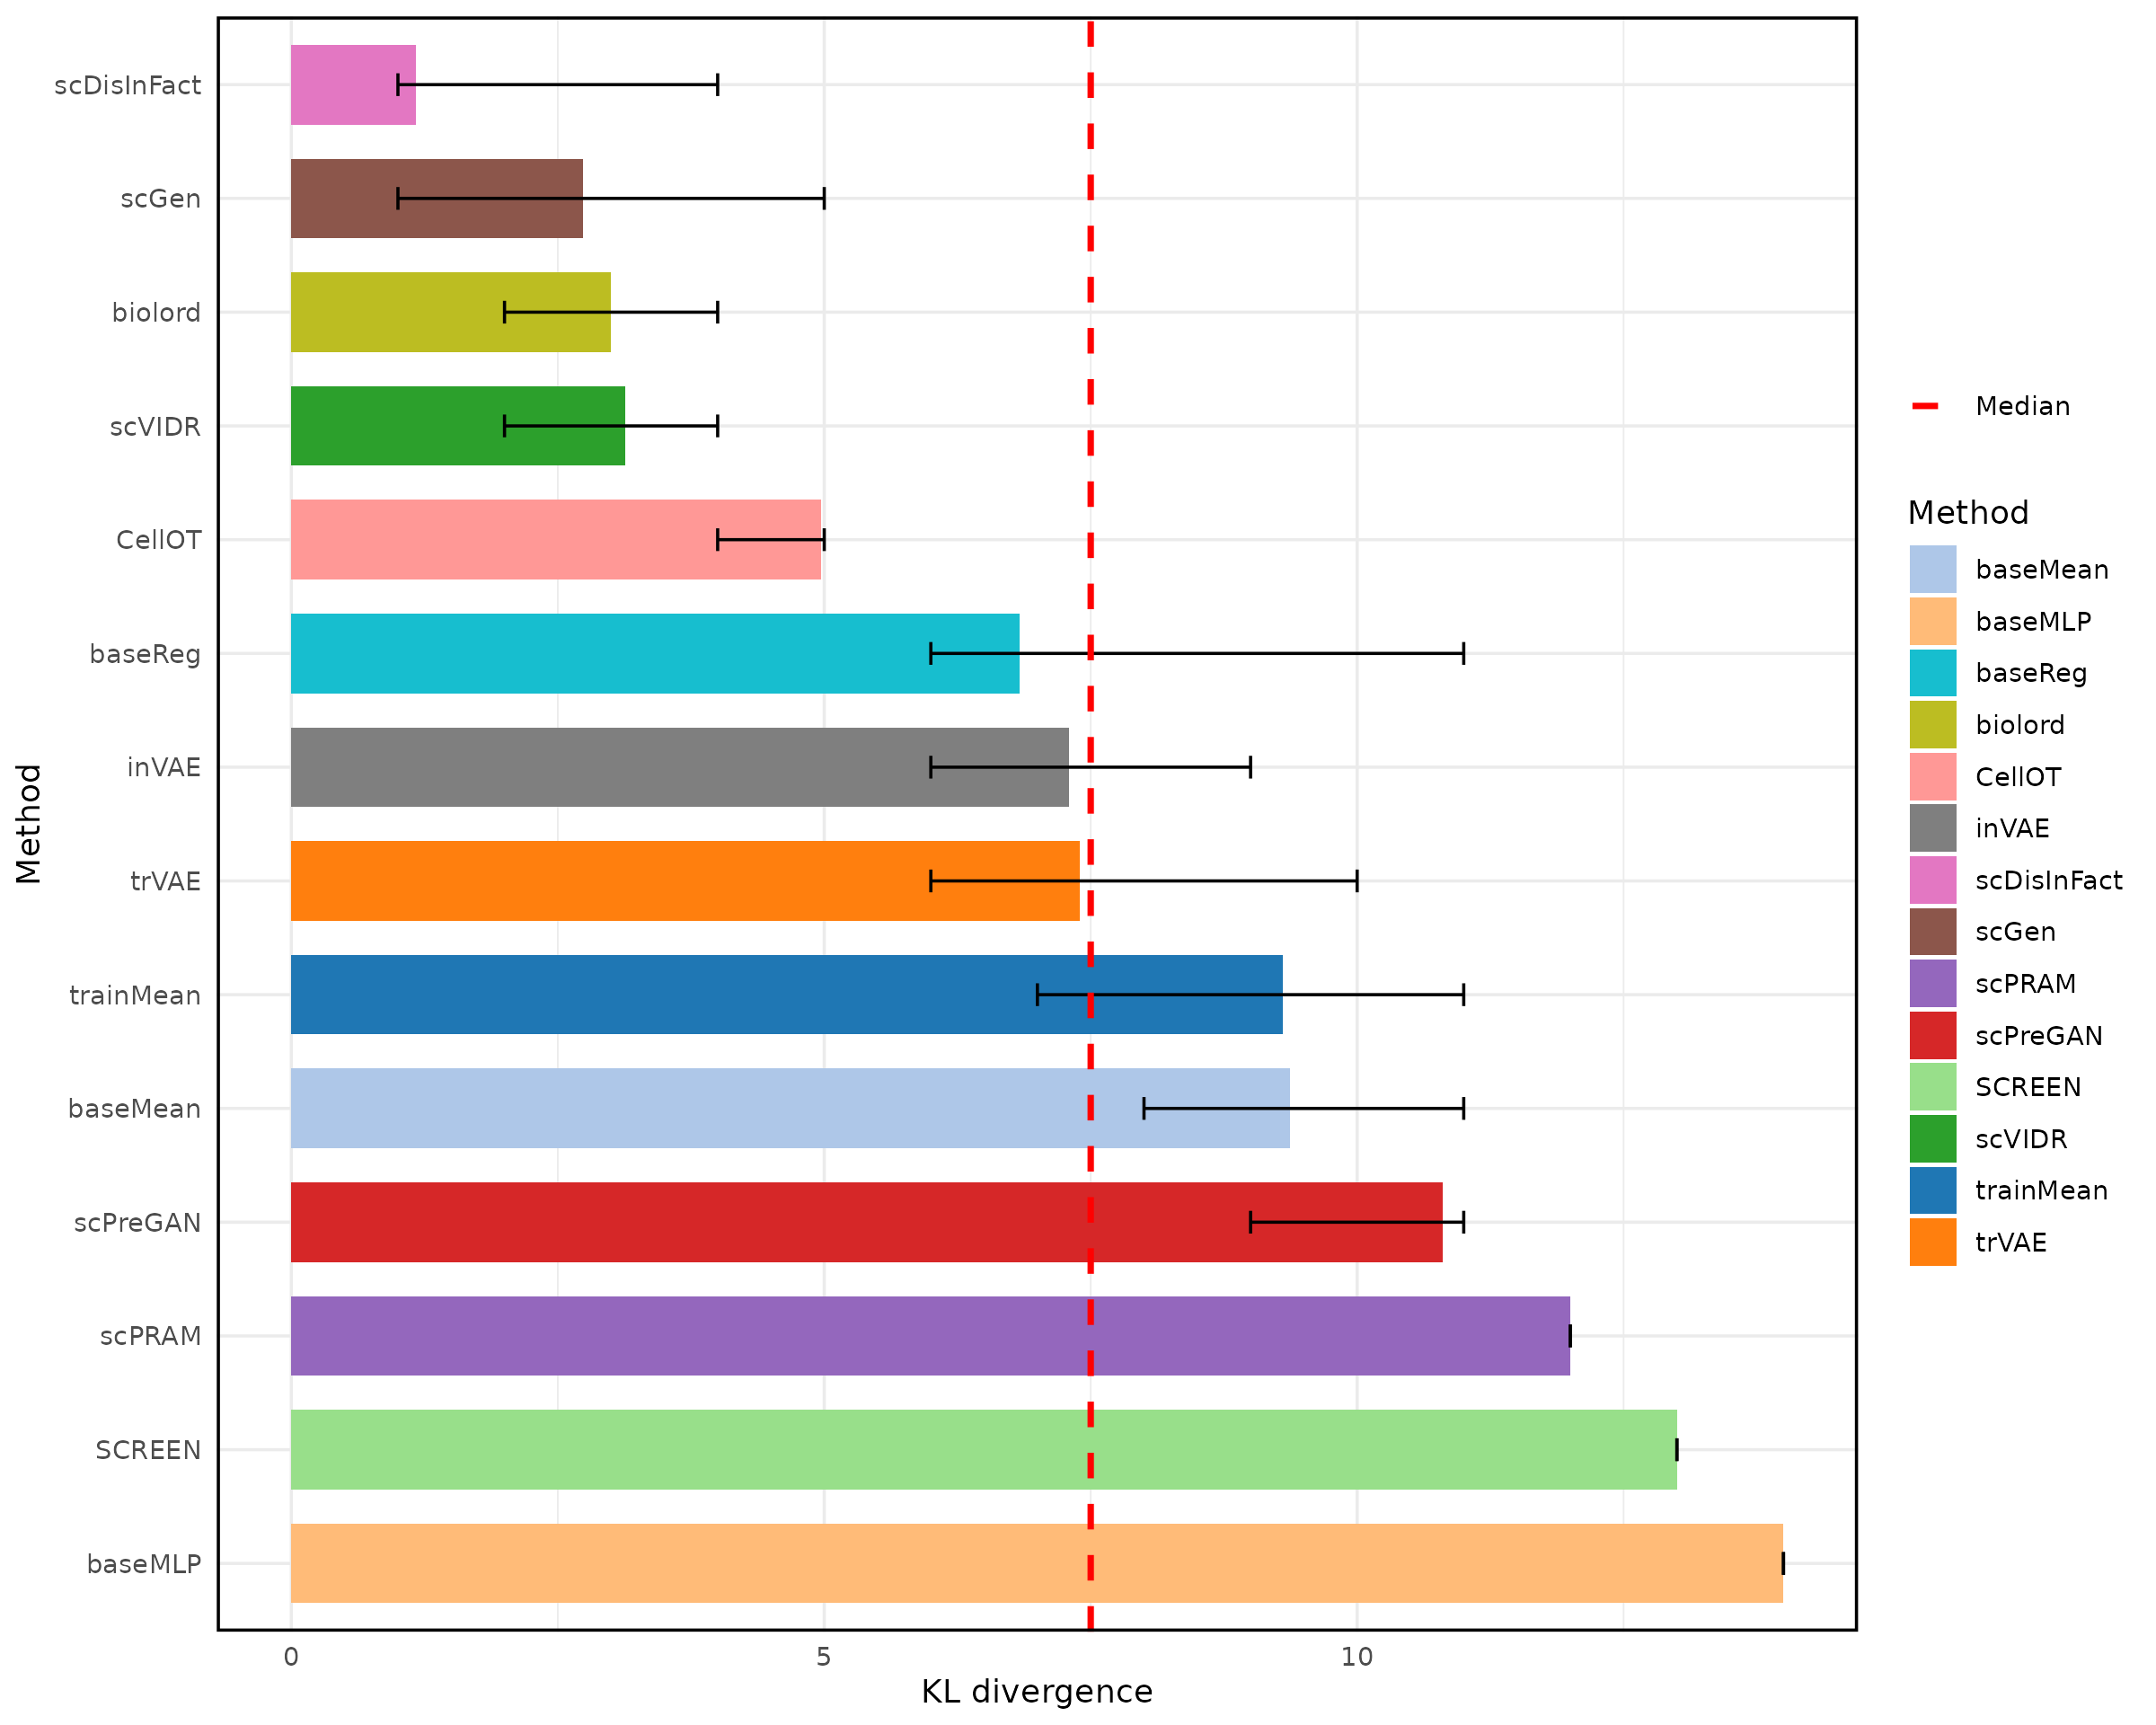 Method
scDisInFact
scGen
biolord
scVIDR
CellOT
baseReg
inVAE
trVAE
trainMean
baseMean
scPreGAN
scPRAM
SCREEN
baseMLP
0 5 10
KL divergence
Median
Method
baseMean
baseMLP
baseReg
biolord
CellOT
inVAE
scDisInFact
scGen
scPRAM
scPreGAN
SCREEN
scVIDR
trainMean
trVAE